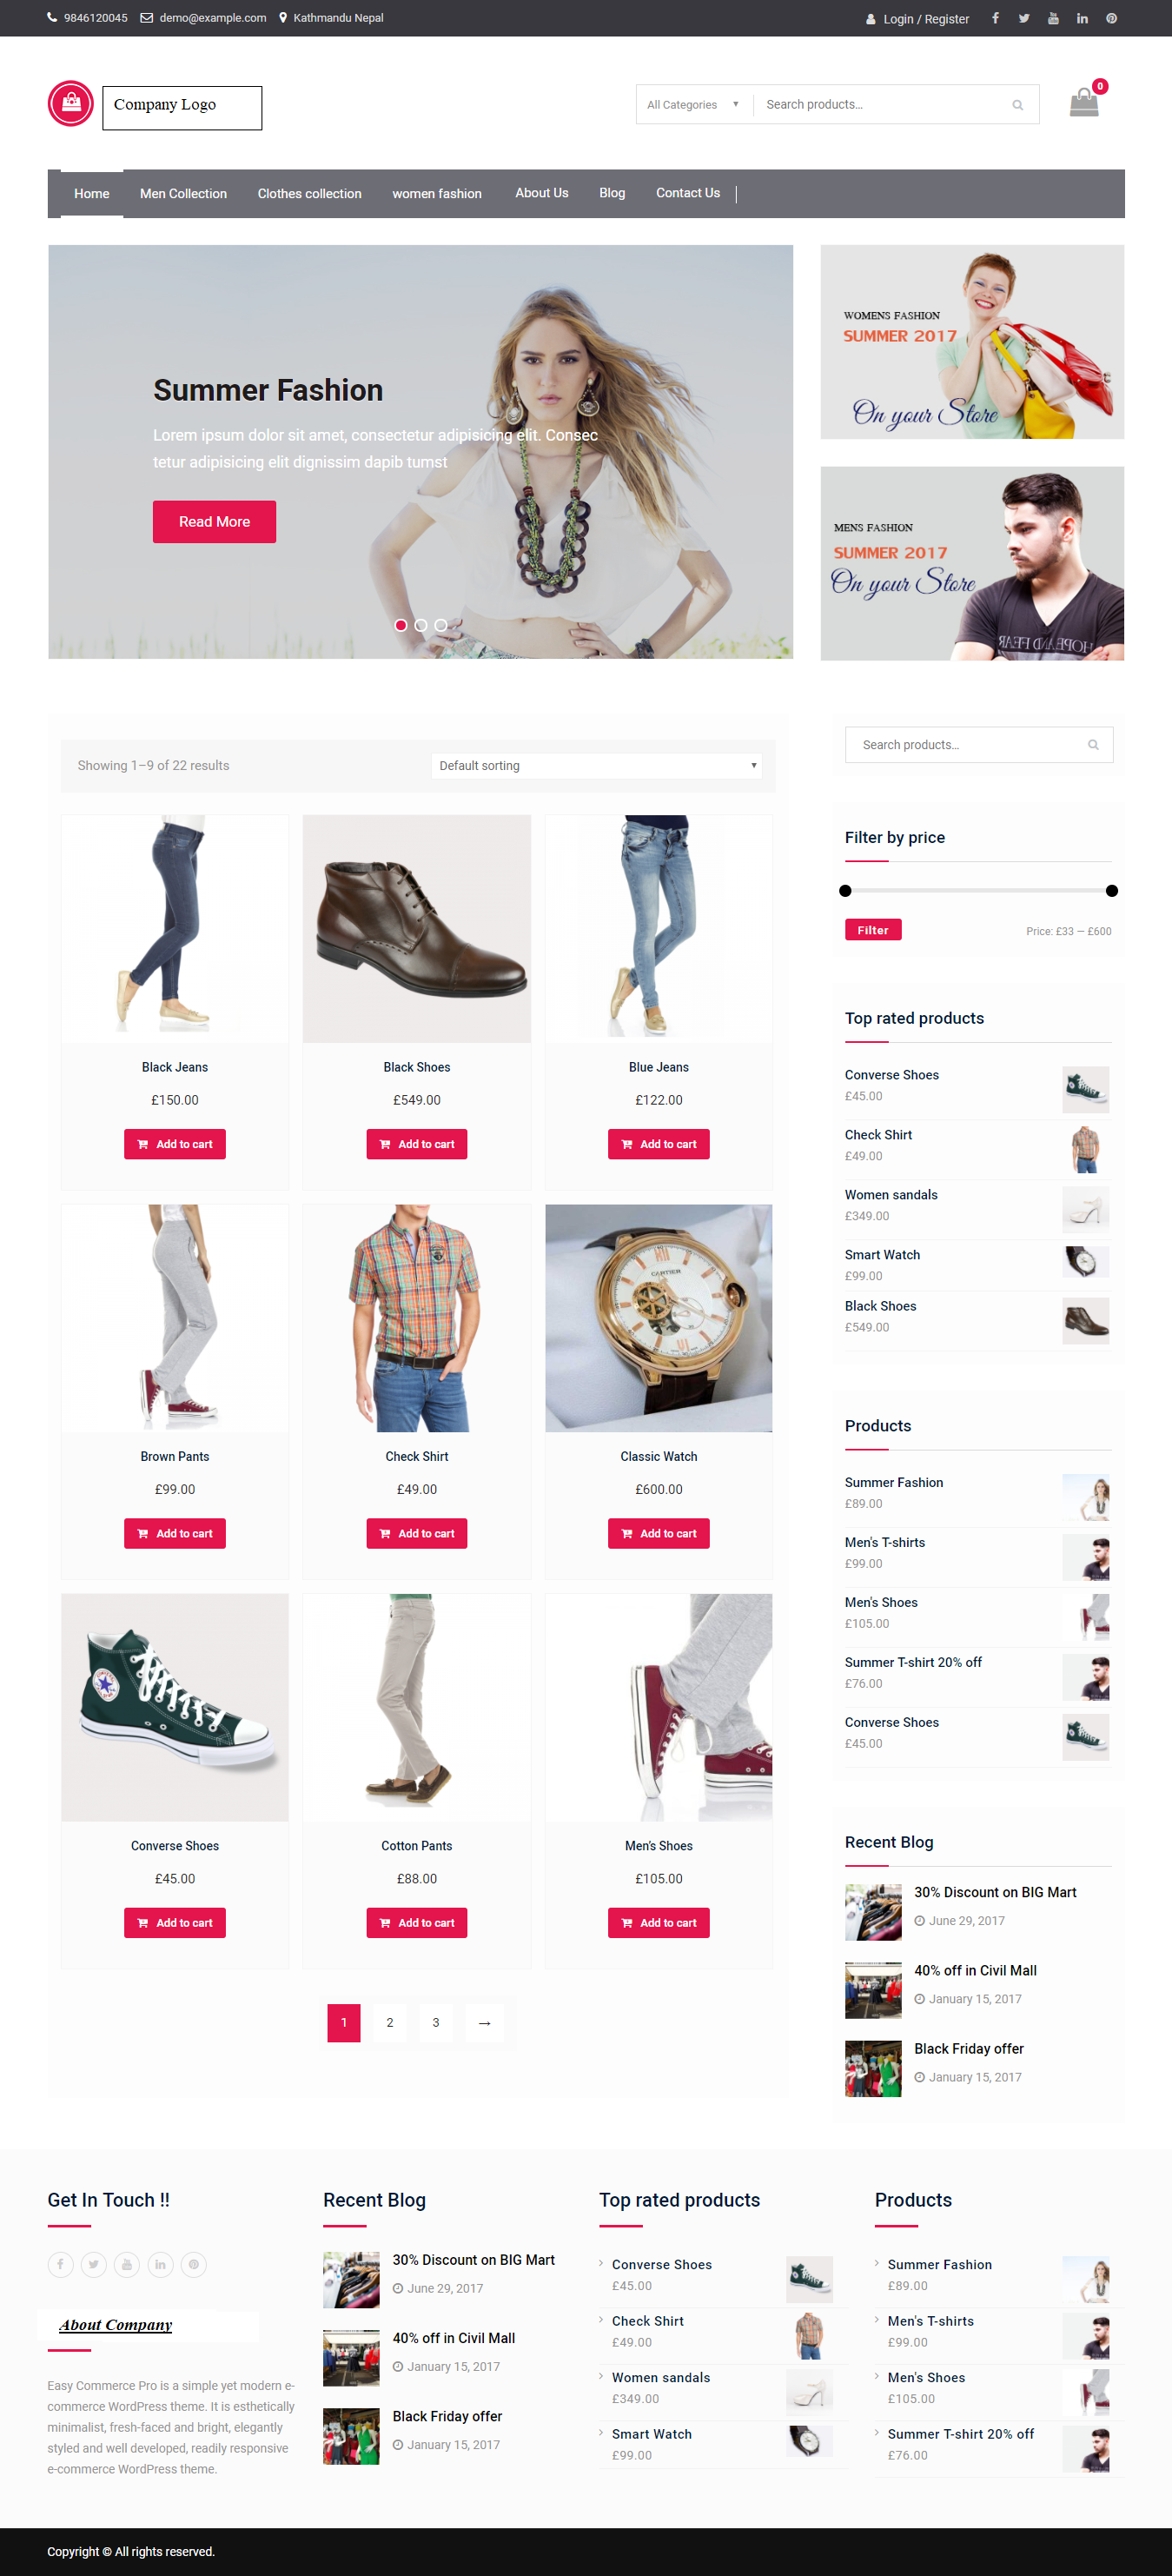 9846120045 demo@example.com Kathmandu Nepal
Login / Register
Company Logo
All Categories Search products...
0
Home Men Collection Clothes collection women fashion About Us Blog Contact Us
Summer Fashion
Lorem ipsum dolor sit amet, consectetur adipisicing elit. Consec
tetur adipisicing elit dignissim dapib tumst
Read More
WOMENS FASHION
SUMMER 2017
On your Store
MENS FASHION
SUMMER 2017
On your Store
HOPE AND FEAR
Showing 1–9 of 22 results
Default sorting
Black Jeans
£150.00
Add to cart
Black Shoes
£549.00
Add to cart
Blue Jeans
£122.00
Add to cart
Brown Pants
£99.00
Add to cart
Check Shirt
£49.00
Add to cart
CARTIER
Classic Watch
£600.00
Add to cart
Converse Shoes
£45.00
Add to cart
Cotton Pants
£88.00
Add to cart
Men's Shoes
£105.00
Add to cart
1 2 3 →
Search products...
Filter by price
Filter
Price: £33 — £600
Top rated products
Converse Shoes
£45.00
Check Shirt
£49.00
Women sandals
£349.00
Smart Watch
£99.00
Black Shoes
£549.00
Products
Summer Fashion
£89.00
Men's T-shirts
£99.00
Men's Shoes
£105.00
Summer T-shirt 20% off
£76.00
Converse Shoes
£45.00
Recent Blog
30% Discount on BIG Mart
June 29, 2017
40% off in Civil Mall
January 15, 2017
Black Friday offer
January 15, 2017
Get In Touch !!
About Company
Easy Commerce Pro is a simple yet modern e-
commerce WordPress theme. It is esthetically
minimalist, fresh-faced and bright, elegantly
styled and well developed, readily responsive
e-commerce WordPress theme.
Recent Blog
30% Discount on BIG Mart
June 29, 2017
40% off in Civil Mall
January 15, 2017
Black Friday offer
January 15, 2017
Top rated products
Converse Shoes
£45.00
Check Shirt
£49.00
Women sandals
£349.00
Smart Watch
£99.00
Products
Summer Fashion
£89.00
Men's T-shirts
£99.00
Men's Shoes
£105.00
Summer T-shirt 20% off
£76.00
Copyright © All rights reserved.